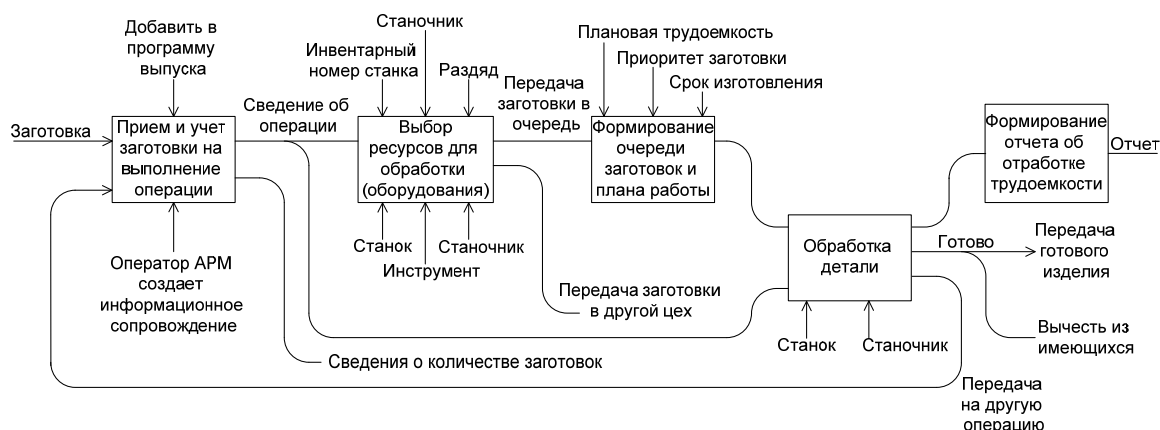 Добавить в
программу
выпуска
Станочник
Инвентарный
номер станка
Раздяд
Плановая трудоемкость
Приоритет заготовки
Срок изготовления
Заготовка
Прием и учет
заготовки на
выполнение
операции
Сведение об
операции
Выбор
ресурсов для
обработки
(оборудования)
Передача
заготовки в
очередь
Формирование
очереди
заготовок и
плана работы
Формирование
отчета об
отработке
трудоемкости
Отчет
Оператор АРМ
создает
информационное
сопровождение
Станок
Инструмент
Станочник
Передача заготовки
в другой цех
Сведения о количестве заготовок
Обработка
детали
Готово
Передача
готового
изделия
Станок
Станочник
Вычесть из
имеющихся
Передача
на другую
операцию